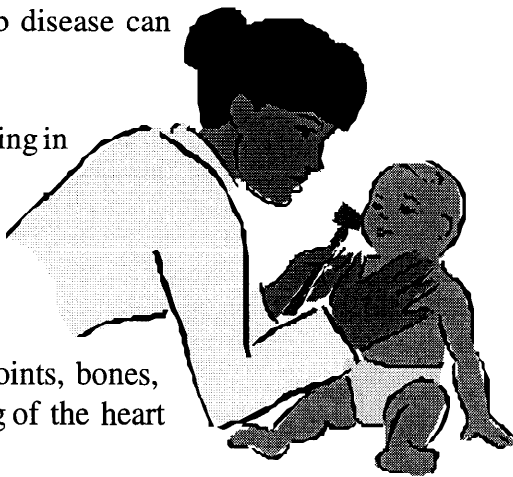 disease can
ing in
oints, bones,
of the heart